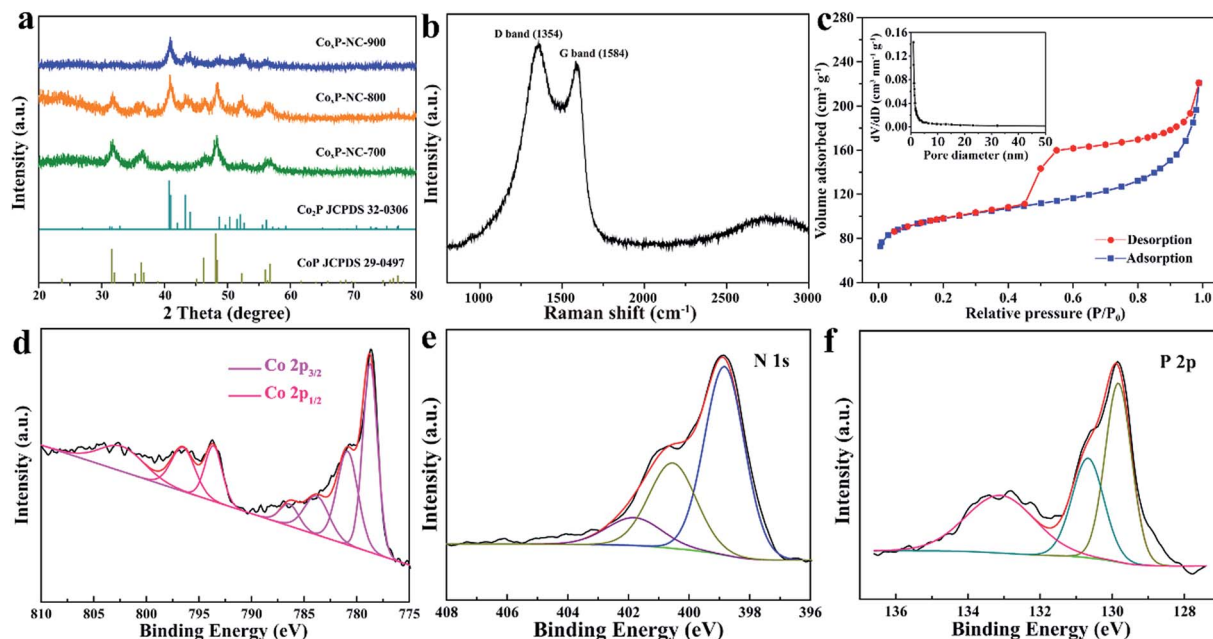 a
CoₓP-NC-900
CoₓP-NC-800
CoₓP-NC-700
Co₂P JCPDS 32-0306
CoP JCPDS 29-0497
Intensity (a.u.)
20 30 40 50 60 70 80
2 Theta (degree)
b
D band (1354)
G band (1584)
Intensity (a.u.)
1000 1500 2000 2500 3000
Raman shift (cm⁻¹)
c
280
240
200
160
120
80
40
Volume adsorbed (cm³ g⁻¹)
0.16
0.12
0.08
0.04
0.00
dV/dD (cm³ nm⁻¹ g⁻¹)
0 10 20 30 40 50
Pore diameter (nm)
Desorption
Adsorption
0.0 0.2 0.4 0.6 0.8 1.0
Relative pressure (P/P₀)
d
Co 2p₃/₂
Co 2p₁/₂
Intensity (a.u.)
810 805 800 795 790 785 780 775
Binding Energy (eV)
e
N 1s
Intensity (a.u.)
408 406 404 402 400 398 396
Binding Energy (eV)
f
P 2p
Intensity (a.u.)
136 134 132 130 128
Binding Energy (eV)